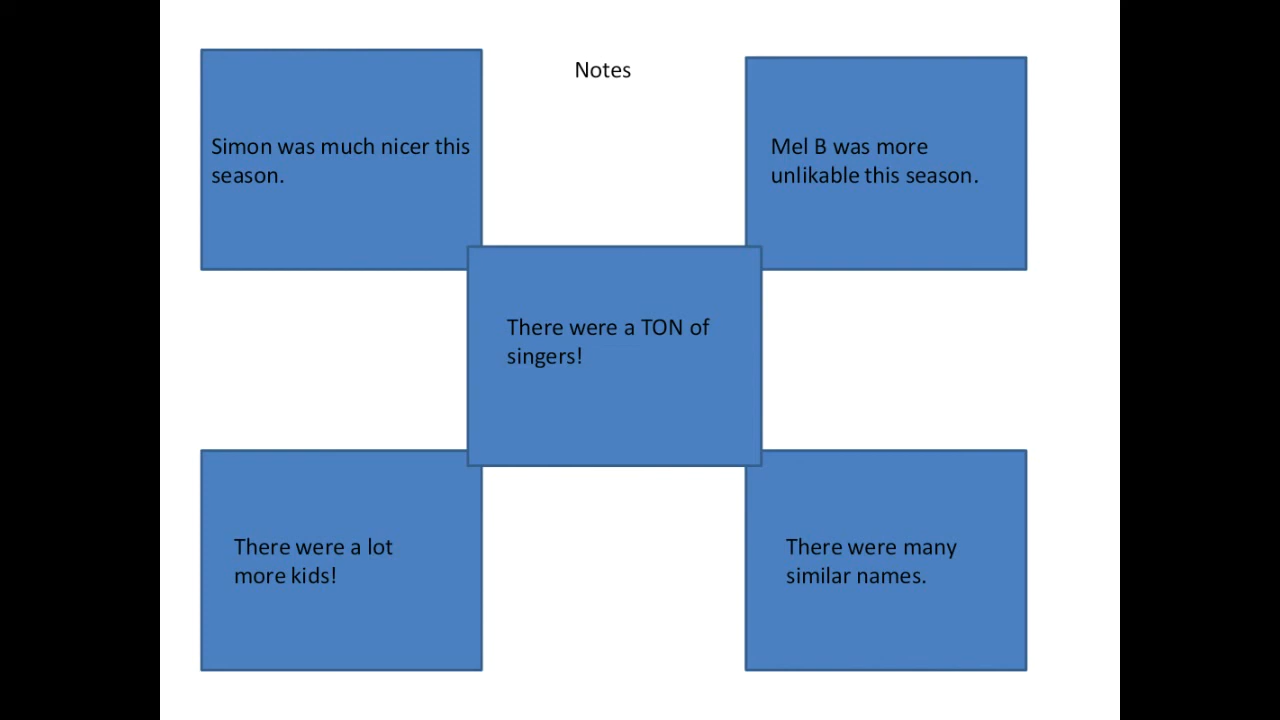 Notes
Simon was much nicer this
season.
Mel B was more
unlikable this season.
There were a TON of
singers!
There were a lot
more kids!
There were many
similar names.